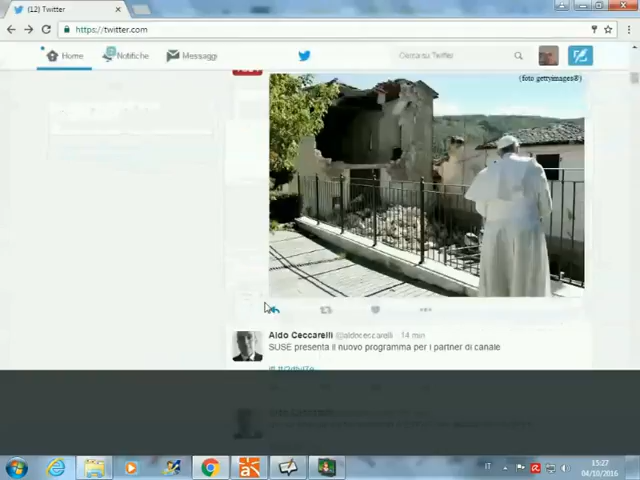 (12) Twitter
https://twitter.com
Home
Notifiche
Messaggi
Cerca su Twitter
(foto gettyimages®)
Aldo Ceccarelli @aldoceccarelli · 14 min
SUSE presenta il nuovo programma per i partner di canale
IT
15:27
04/10/2016